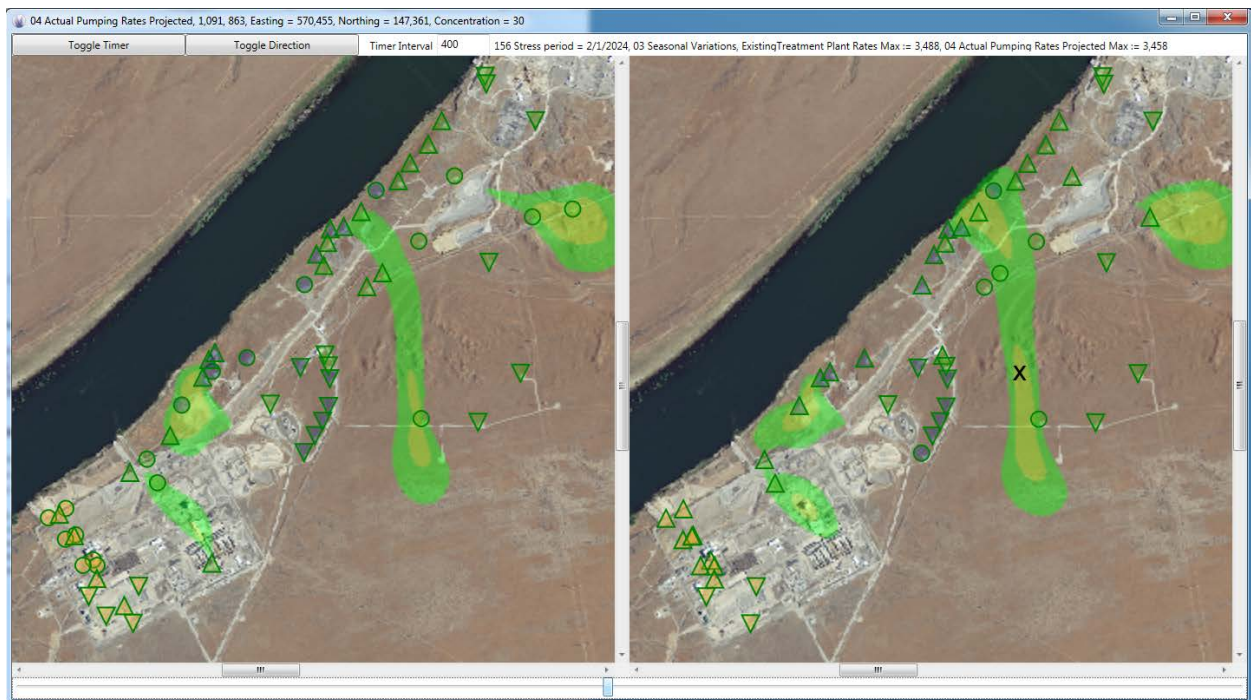 04 Actual Pumping Rates Projected, 1,091, 863, Easting = 570,455, Northing = 147,361, Concentration = 30
Toggle Timer Toggle Direction Timer Interval 400 156 Stress period = 2/1/2024, 03 Seasonal Variations, ExistingTreatment Plant Rates Max := 3,488, 04 Actual Pumping Rates Projected Max := 3,458
X